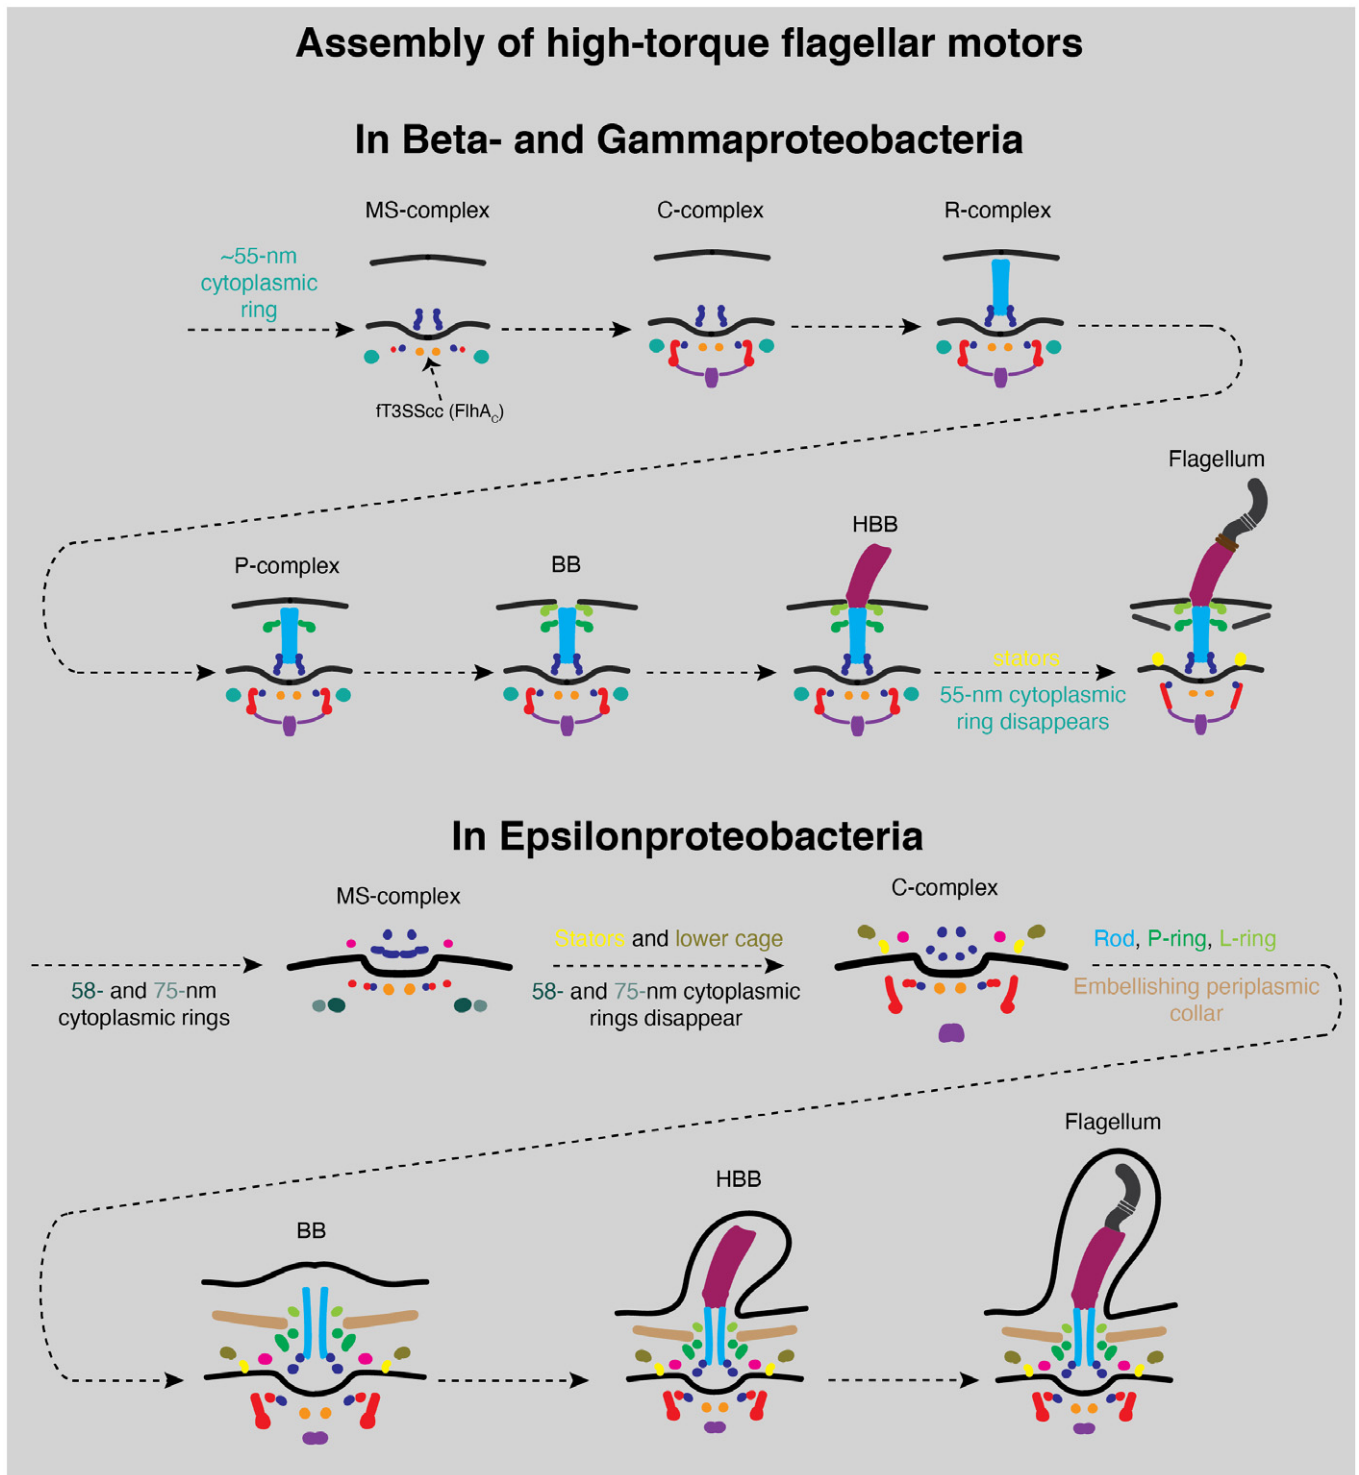 Assembly of high-torque flagellar motors
In Beta- and Gammaproteobacteria
MS-complex
C-complex
R-complex
~55-nm
cytoplasmic
ring
fT3SScc (FlhAC)
Flagellum
P-complex
BB
HBB
stators
55-nm cytoplasmic
ring disappears
In Epsilonproteobacteria
MS-complex
C-complex
58- and 75-nm
cytoplasmic rings
Stators and lower cage
58- and 75-nm cytoplasmic
rings disappear
Rod, P-ring, L-ring
Embellishing periplasmic
collar
BB
HBB
Flagellum